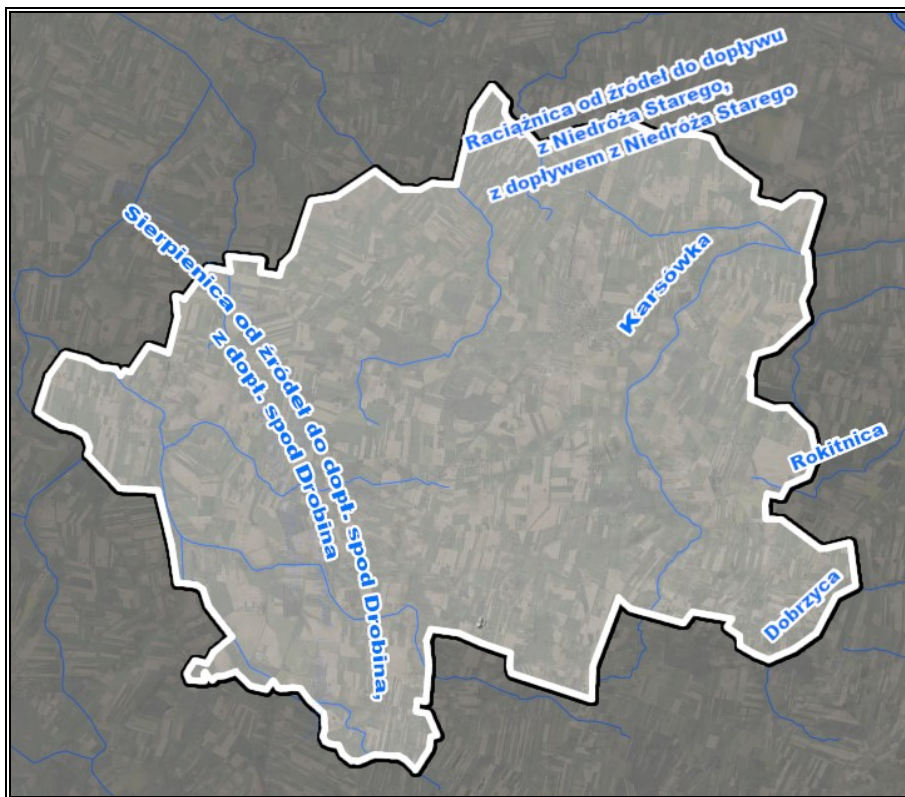 Raciążnica od źródeł do dopływu
z Niedróża Starego,
z dopływem z Niedróża Starego
Sierpienica od źródeł do dopł. spod Drobina,
z dopł. spod Drobina
Karsówka
Rokitnica
Dobrzyca